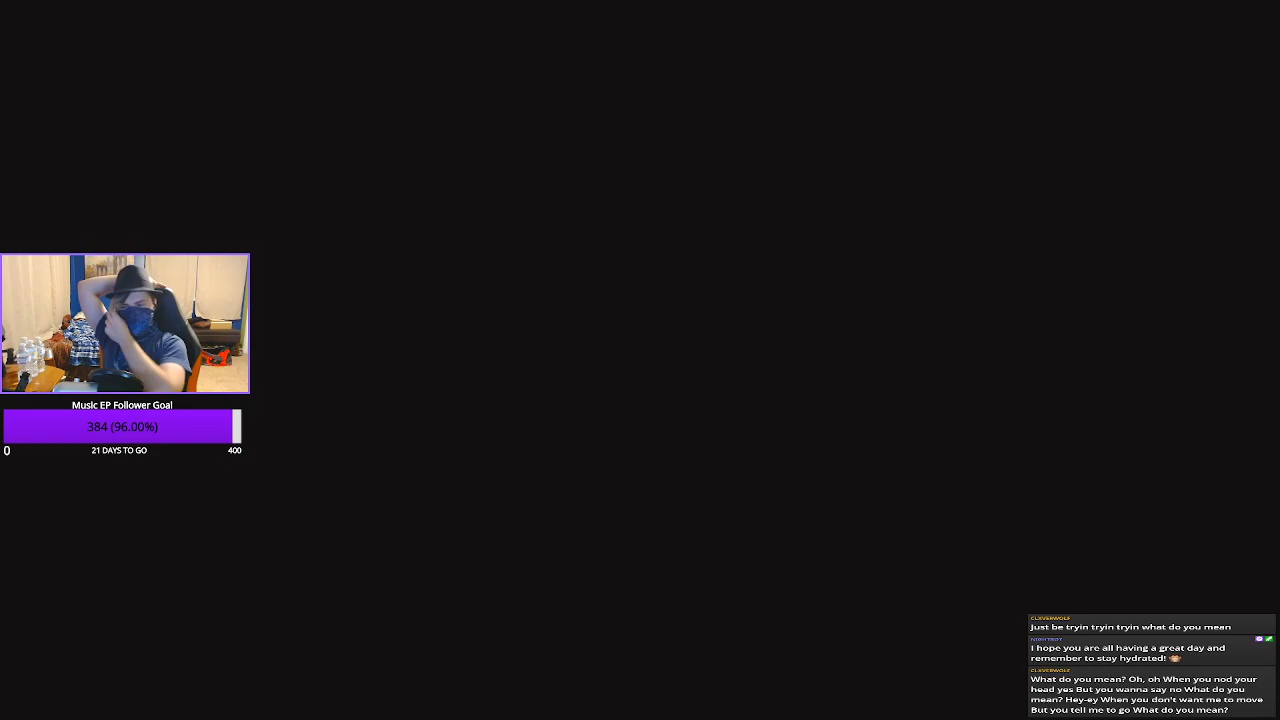 Music EP Follower Goal
384 (96.00%)
0 21 DAYS TO GO 400
CLXVERWOLF
Just be tryin tryin tryin what do you mean
NIGHTBOT
I hope you are all having a great day and
remember to stay hydrated!
CLXVERWOLF
What do you mean? Oh, oh When you nod your
head yes But you wanna say no What do you
mean? Hey-ey When you don't want me to move
But you tell me to go What do you mean?